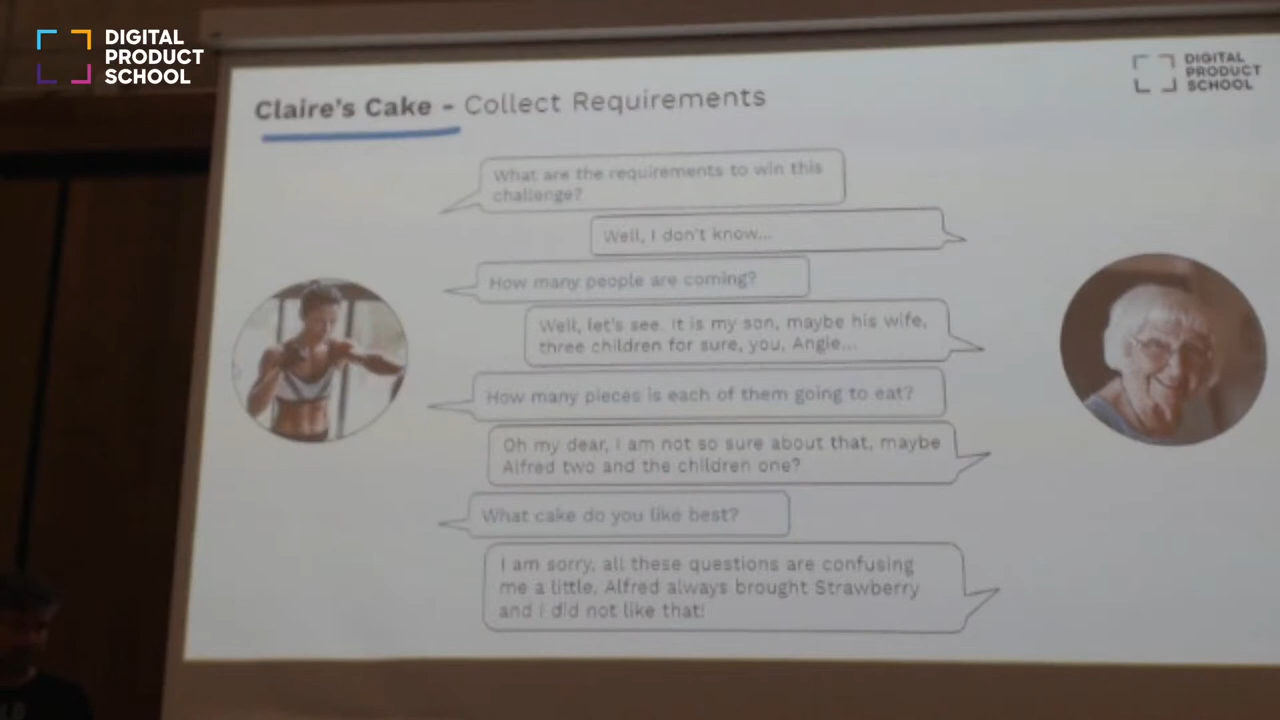 DIGITAL
PRODUCT
SCHOOL
DIGITAL
PRODUCT
SCHOOL
Claire's Cake - Collect Requirements
What are the requirements to win this
challenge?
Well, I don't know...
How many people are coming?
Well, let's see. It is my son, maybe his wife,
three children for sure, you, Angie...
How many pieces is each of them going to eat?
Oh my dear, I am not so sure about that, maybe
Alfred two and the children one?
What cake do you like best?
I am sorry, all these questions are confusing
me a little, Alfred always brought Strawberry
and I did not like that!